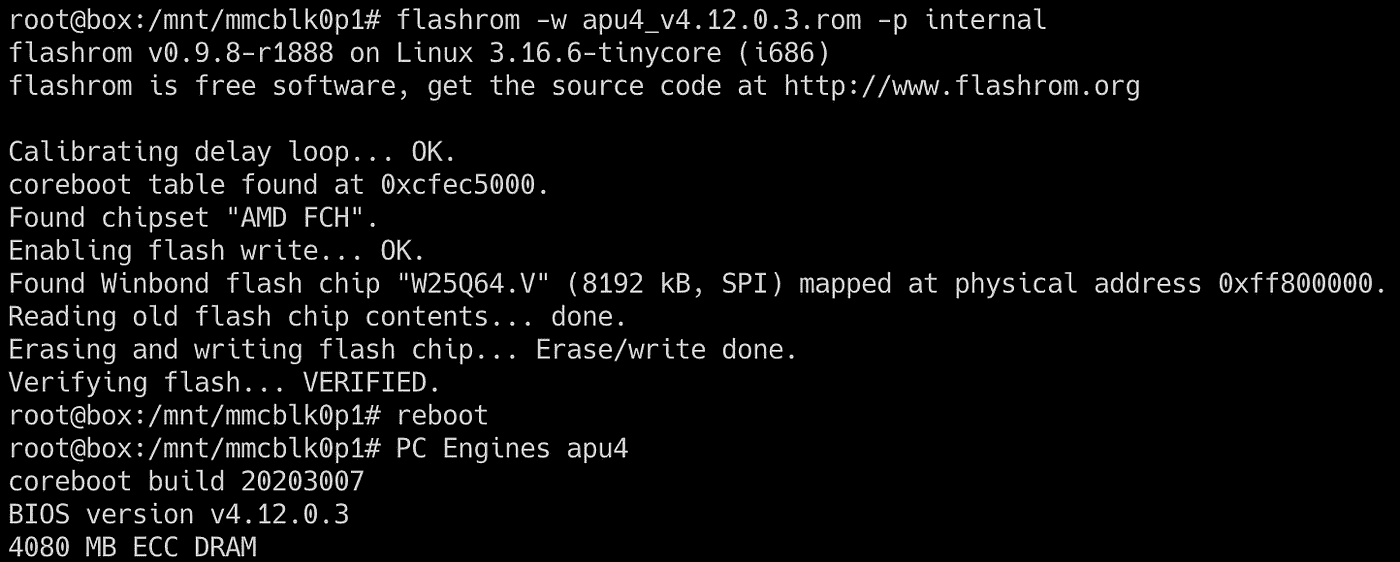 root@box:/mnt/mmcblk0p1# flashrom -w apu4_v4.12.0.3.rom -p internal
flashrom v0.9.8-r1888 on Linux 3.16.6-tinycore (i686)
flashrom is free software, get the source code at http://www.flashrom.org

Calibrating delay loop... OK.
coreboot table found at 0xcfec5000.
Found chipset "AMD FCH".
Enabling flash write... OK.
Found Winbond flash chip "W25Q64.V" (8192 kB, SPI) mapped at physical address 0xff800000.
Reading old flash chip contents... done.
Erasing and writing flash chip... Erase/write done.
Verifying flash... VERIFIED.
root@box:/mnt/mmcblk0p1# reboot
root@box:/mnt/mmcblk0p1# PC Engines apu4
coreboot build 20203007
BIOS version v4.12.0.3
4080 MB ECC DRAM